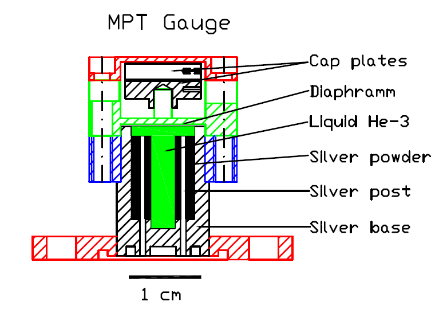 MPT Gauge
Cap plates
Diaphramm
Liquid He-3
Silver powder
Silver post
Silver base
1 cm